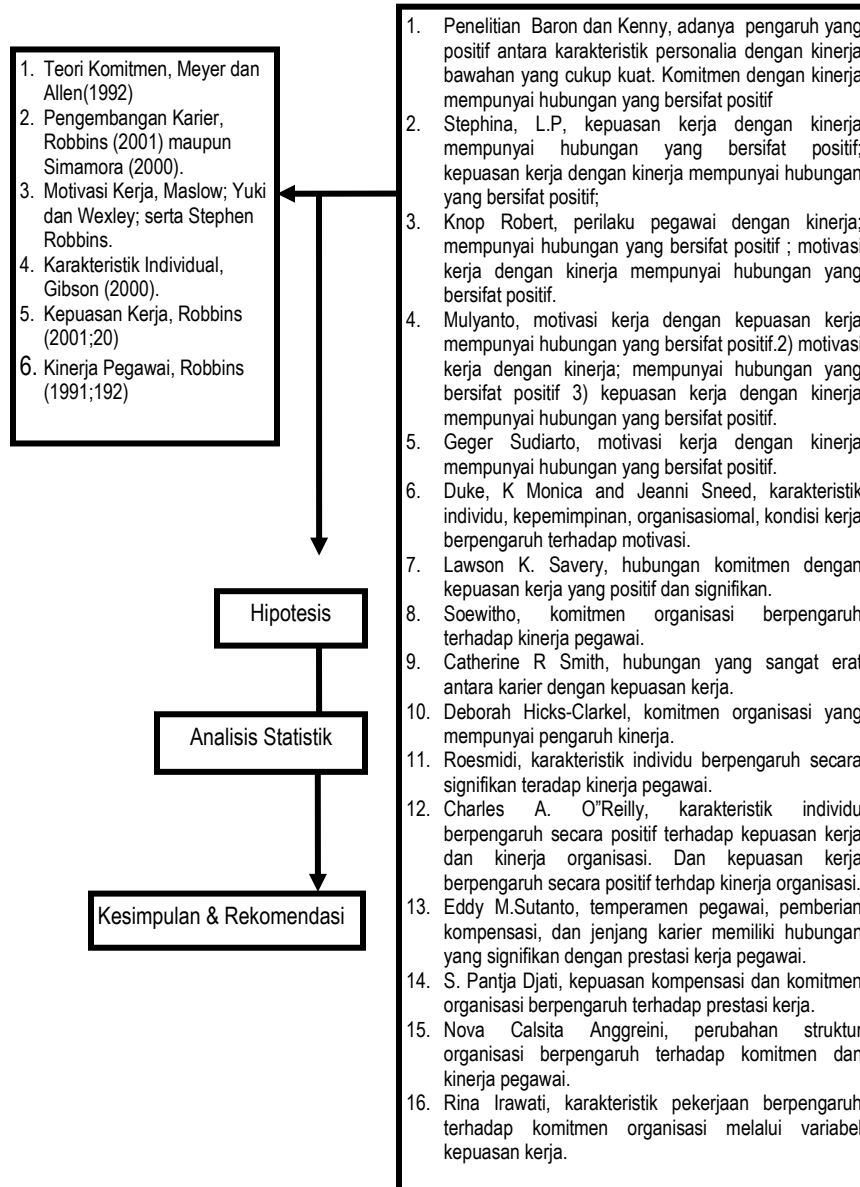 1. Teori Komitmen, Meyer dan
Allen(1992)
2. Pengembangan Karier,
Robbins (2001) maupun
Simamora (2000).
3. Motivasi Kerja, Maslow; Yuki
dan Wexley; serta Stephen
Robbins.
4. Karakteristik Individual,
Gibson (2000).
5. Kepuasan Kerja, Robbins
(2001;20)
6. Kinerja Pegawai, Robbins
(1991;192)
Hipotesis
Analisis Statistik
Kesimpulan & Rekomendasi
1. Penelitian Baron dan Kenny, adanya pengaruh yang
positif antara karakteristik personalia dengan kinerja
bawahan yang cukup kuat. Komitmen dengan kinerja
mempunyai hubungan yang bersifat positif
2. Stephina, L.P, kepuasan kerja dengan kinerja
mempunyai hubungan yang bersifat positif;
kepuasan kerja dengan kinerja mempunyai hubungan
yang bersifat positif;
3. Knop Robert, perilaku pegawai dengan kinerja;
mempunyai hubungan yang bersifat positif ; motivasi
kerja dengan kinerja mempunyai hubungan yang
bersifat positif.
4. Mulyanto, motivasi kerja dengan kepuasan kerja
mempunyai hubungan yang bersifat positif.2) motivasi
kerja dengan kinerja; mempunyai hubungan yang
bersifat positif 3) kepuasan kerja dengan kinerja
mempunyai hubungan yang bersifat positif.
5. Geger Sudiarto, motivasi kerja dengan kinerja
mempunyai hubungan yang bersifat positif.
6. Duke, K Monica and Jeanni Sneed, karakteristik
individu, kepemimpinan, organisasiomal, kondisi kerja
berpengaruh terhadap motivasi.
7. Lawson K. Savery, hubungan komitmen dengan
kepuasan kerja yang positif dan signifikan.
8. Soewitho, komitmen organisasi berpengaruh
terhadap kinerja pegawai.
9. Catherine R Smith, hubungan yang sangat erat
antara karier dengan kepuasan kerja.
10. Deborah Hicks-Clarkel, komitmen organisasi yang
mempunyai pengaruh kinerja.
11. Roesmidi, karakteristik individu berpengaruh secara
signifikan teradap kinerja pegawai.
12. Charles A. O"Reilly, karakteristik individu
berpengaruh secara positif terhadap kepuasan kerja
dan kinerja organisasi. Dan kepuasan kerja
berpengaruh secara positif terhdap kinerja organisasi.
13. Eddy M.Sutanto, temperamen pegawai, pemberian
kompensasi, dan jenjang karier memiliki hubungan
yang signifikan dengan prestasi kerja pegawai.
14. S. Pantja Djati, kepuasan kompensasi dan komitmen
organisasi berpengaruh terhadap prestasi kerja.
15. Nova Calsita Anggreini, perubahan struktur
organisasi berpengaruh terhadap komitmen dan
kinerja pegawai.
16. Rina Irawati, karakteristik pekerjaan berpengaruh
terhadap komitmen organisasi melalui variabel
kepuasan kerja.